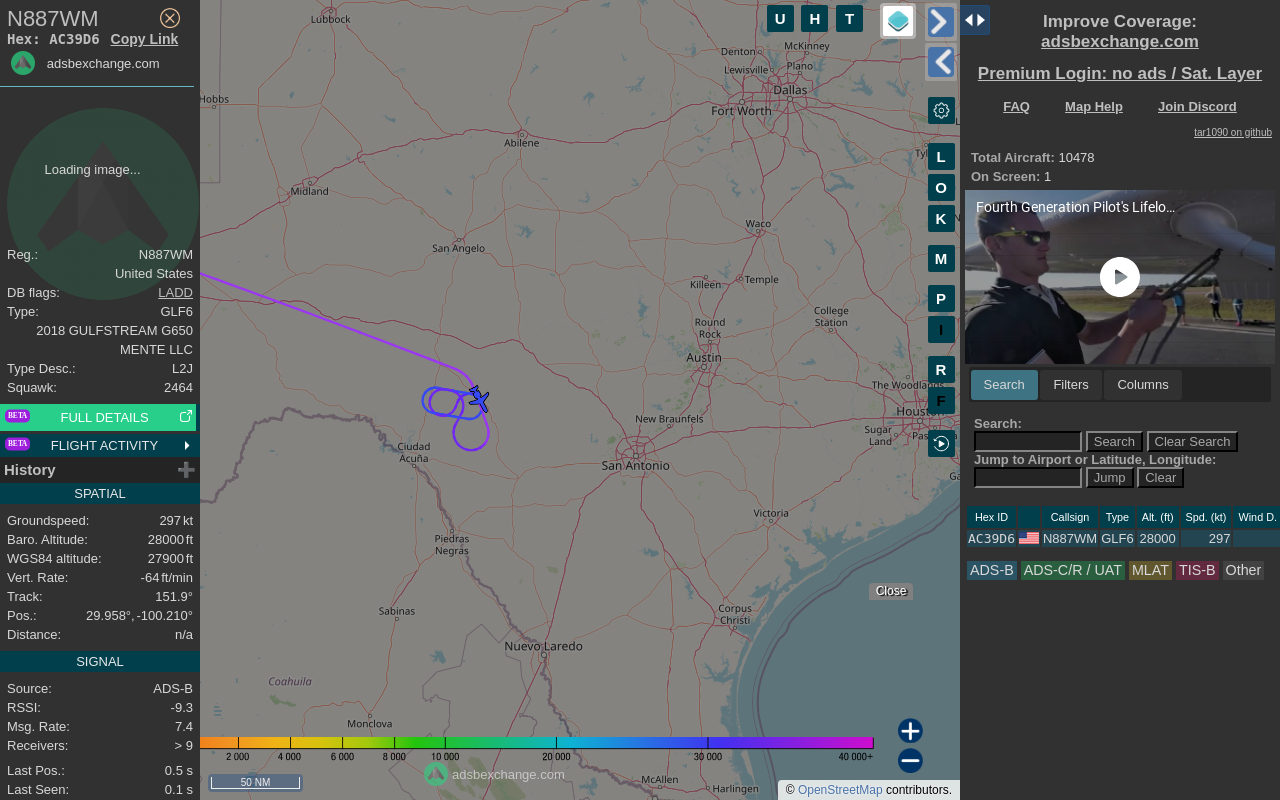 N887WM
Hex: AC39D6 Copy Link
adsbexchange.com
Loading image...
Reg.: N887WM
United States
DB flags: LADD
Type: GLF6
2018 GULFSTREAM G650
MENTE LLC
Type Desc.: L2J
Squawk: 2464
BETA FULL DETAILS
BETA FLIGHT ACTIVITY
History
SPATIAL
Groundspeed: 297 kt
Baro. Altitude: 28000 ft
WGS84 altitude: 27900 ft
Vert. Rate: -64 ft/min
Track: 151.9°
Pos.: 29.958°, -100.210°
Distance: n/a
SIGNAL
Source: ADS-B
RSSI: -9.3
Msg. Rate: 7.4
Receivers: > 9
Last Pos.: 0.5 s
Last Seen: 0.1 s
Lubbock
U H T
Denton
McKinney
Lewisville
Plano
Dallas
Fort Worth
Hobbs
Abilene
Midland
San Angelo
Waco
Killeen
Temple
College
Station
Round
Rock
Austin
The Woodlands
Houston
Sugar
Land
New Braunfels
San Antonio
Ciudad
Acuña
Victoria
Piedras
Negras
Sabinas
Corpus
Christi
Nuevo Laredo
Coahuila
Monclova
McAllen
Harlingen
L
O
K
M
P
I
R
F
Close
2 000 4 000 6 000 8 000 10 000 20 000 30 000 40 000+
50 NM
adsbexchange.com
© OpenStreetMap contributors.
Improve Coverage:
adsbexchange.com
Premium Login: no ads / Sat. Layer
FAQ Map Help Join Discord
tar1090 on github
Total Aircraft: 10478
On Screen: 1
Fourth Generation Pilot's Lifelo...
Search Filters Columns
Search:
Search Clear Search
Jump to Airport or Latitude, Longitude:
Jump Clear
Hex ID Callsign Type Alt. (ft) Spd. (kt) Wind D.
AC39D6 N887WM GLF6 28000 297
ADS-B ADS-C/R / UAT MLAT TIS-B Other